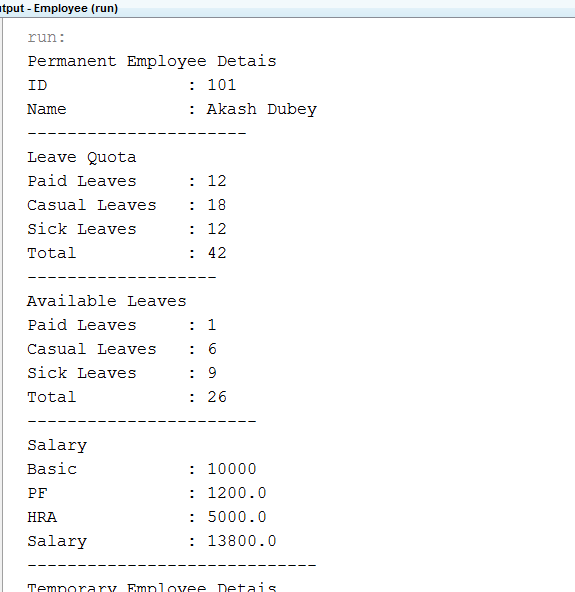 tput - Employee (run)
run:
Permanent Employee Detais
ID : 101
Name : Akash Dubey
----------------------
Leave Quota
Paid Leaves : 12
Casual Leaves : 18
Sick Leaves : 12
Total : 42
-------------------
Available Leaves
Paid Leaves : 1
Casual Leaves : 6
Sick Leaves : 9
Total : 26
-----------------------
Salary
Basic : 10000
PF : 1200.0
HRA : 5000.0
Salary : 13800.0
-----------------------------
Temporary Employee Detais